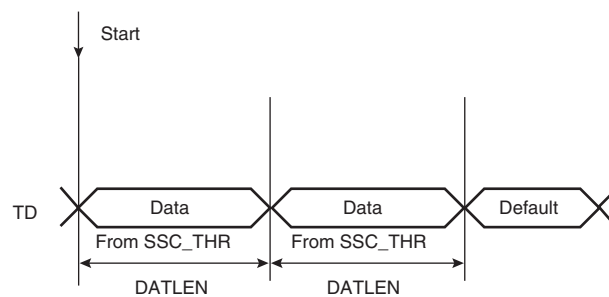 Start
TD Data Data Default
From SSC_THR From SSC_THR
DATLEN DATLEN